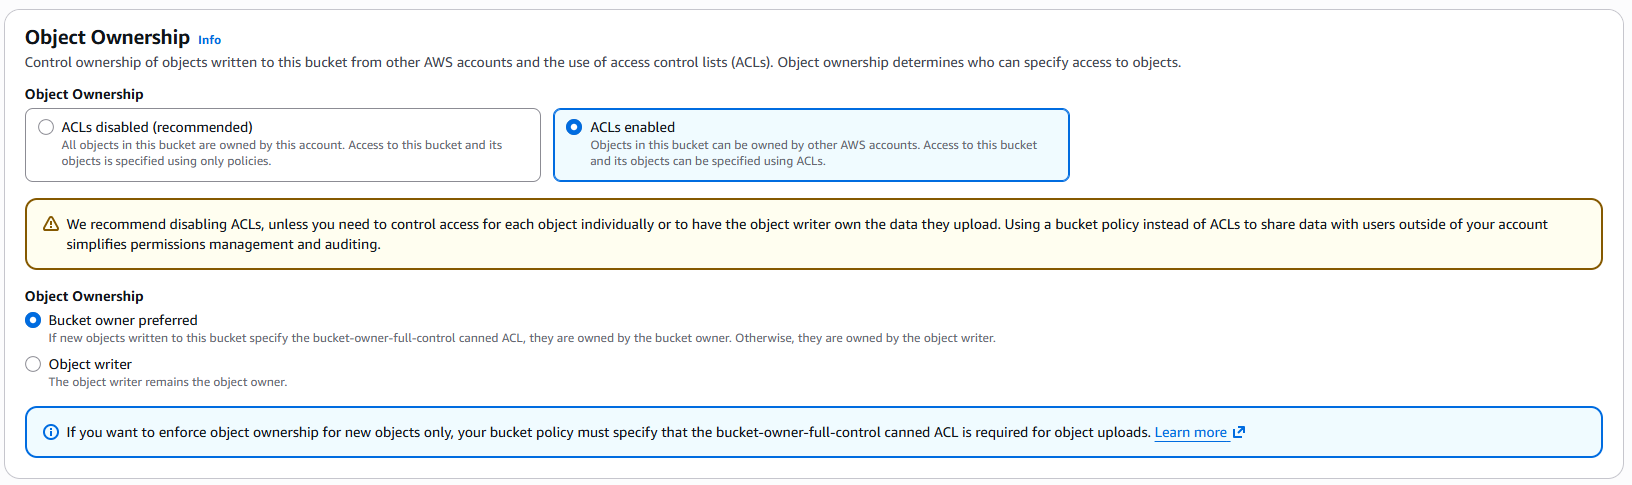 Object Ownership Info
Control ownership of objects written to this bucket from other AWS accounts and the use of access control lists (ACLs). Object ownership determines who can specify access to objects.
Object Ownership
ACLs disabled (recommended)
All objects in this bucket are owned by this account. Access to this bucket and its
objects is specified using only policies.
ACLs enabled
Objects in this bucket can be owned by other AWS accounts. Access to this bucket
and its objects can be specified using ACLs.
We recommend disabling ACLs, unless you need to control access for each object individually or to have the object writer own the data they upload. Using a bucket policy instead of ACLs to share data with users outside of your account
simplifies permissions management and auditing.
Object Ownership
Bucket owner preferred
If new objects written to this bucket specify the bucket-owner-full-control canned ACL, they are owned by the bucket owner. Otherwise, they are owned by the object writer.
Object writer
The object writer remains the object owner.
If you want to enforce object ownership for new objects only, your bucket policy must specify that the bucket-owner-full-control canned ACL is required for object uploads. Learn more